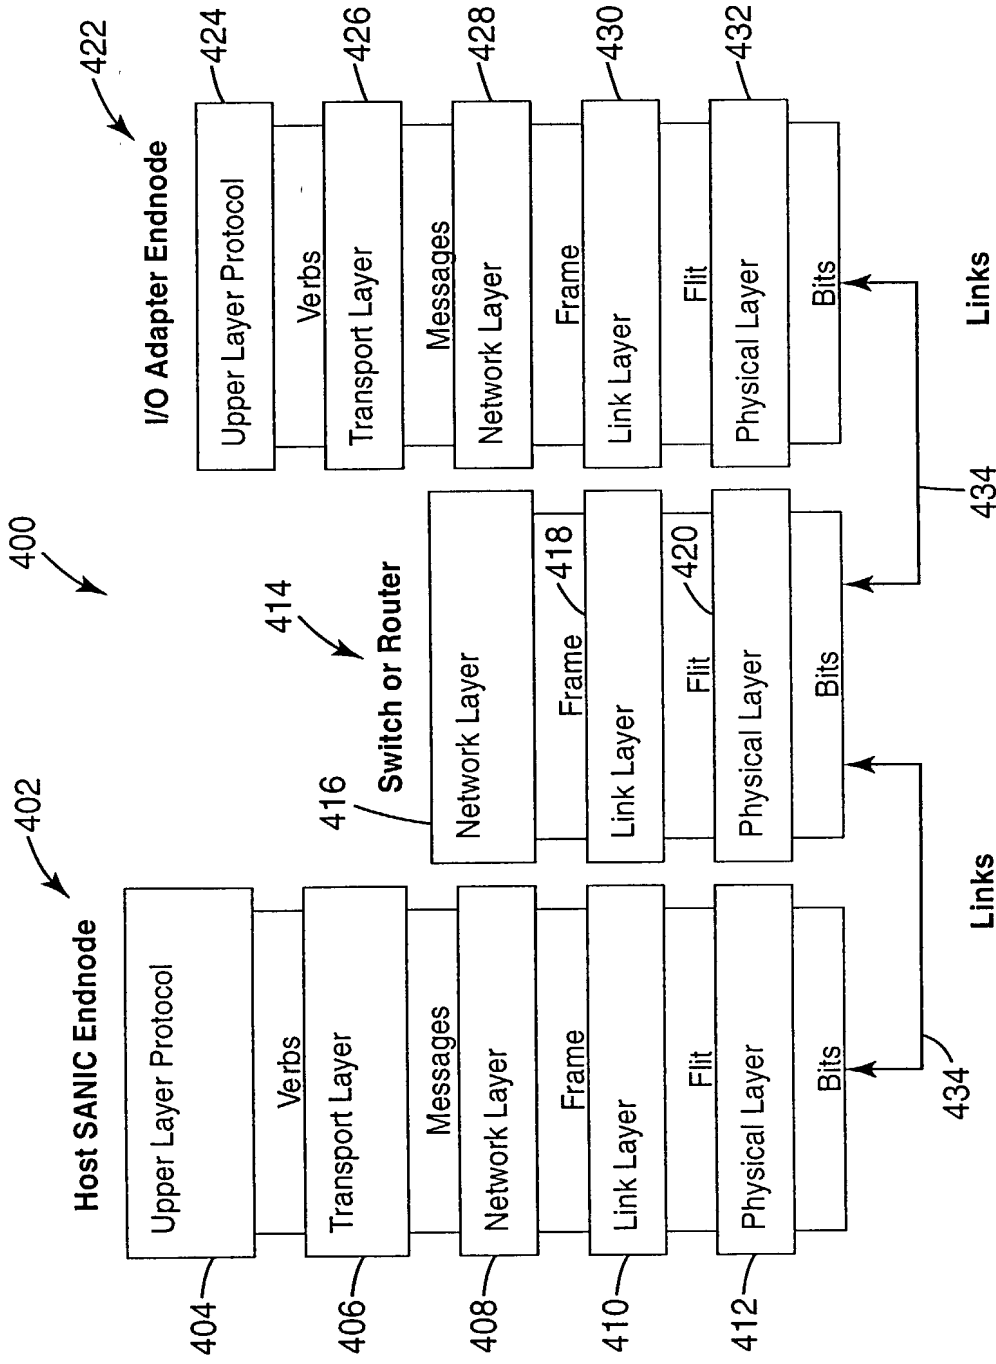 400
402
Host SANIC Endnode
404
Upper Layer Protocol
Verbs
406
Transport Layer
Messages
408
Network Layer
Frame
410
Link Layer
Flit
412
Physical Layer
Bits
414
Switch or Router
416
Network Layer
Frame
418
Link Layer
Flit
420
Physical Layer
Bits
422
I/O Adapter Endnode
424
Upper Layer Protocol
Verbs
426
Transport Layer
Messages
428
Network Layer
Frame
430
Link Layer
Flit
432
Physical Layer
Bits
434
Links
434
Links